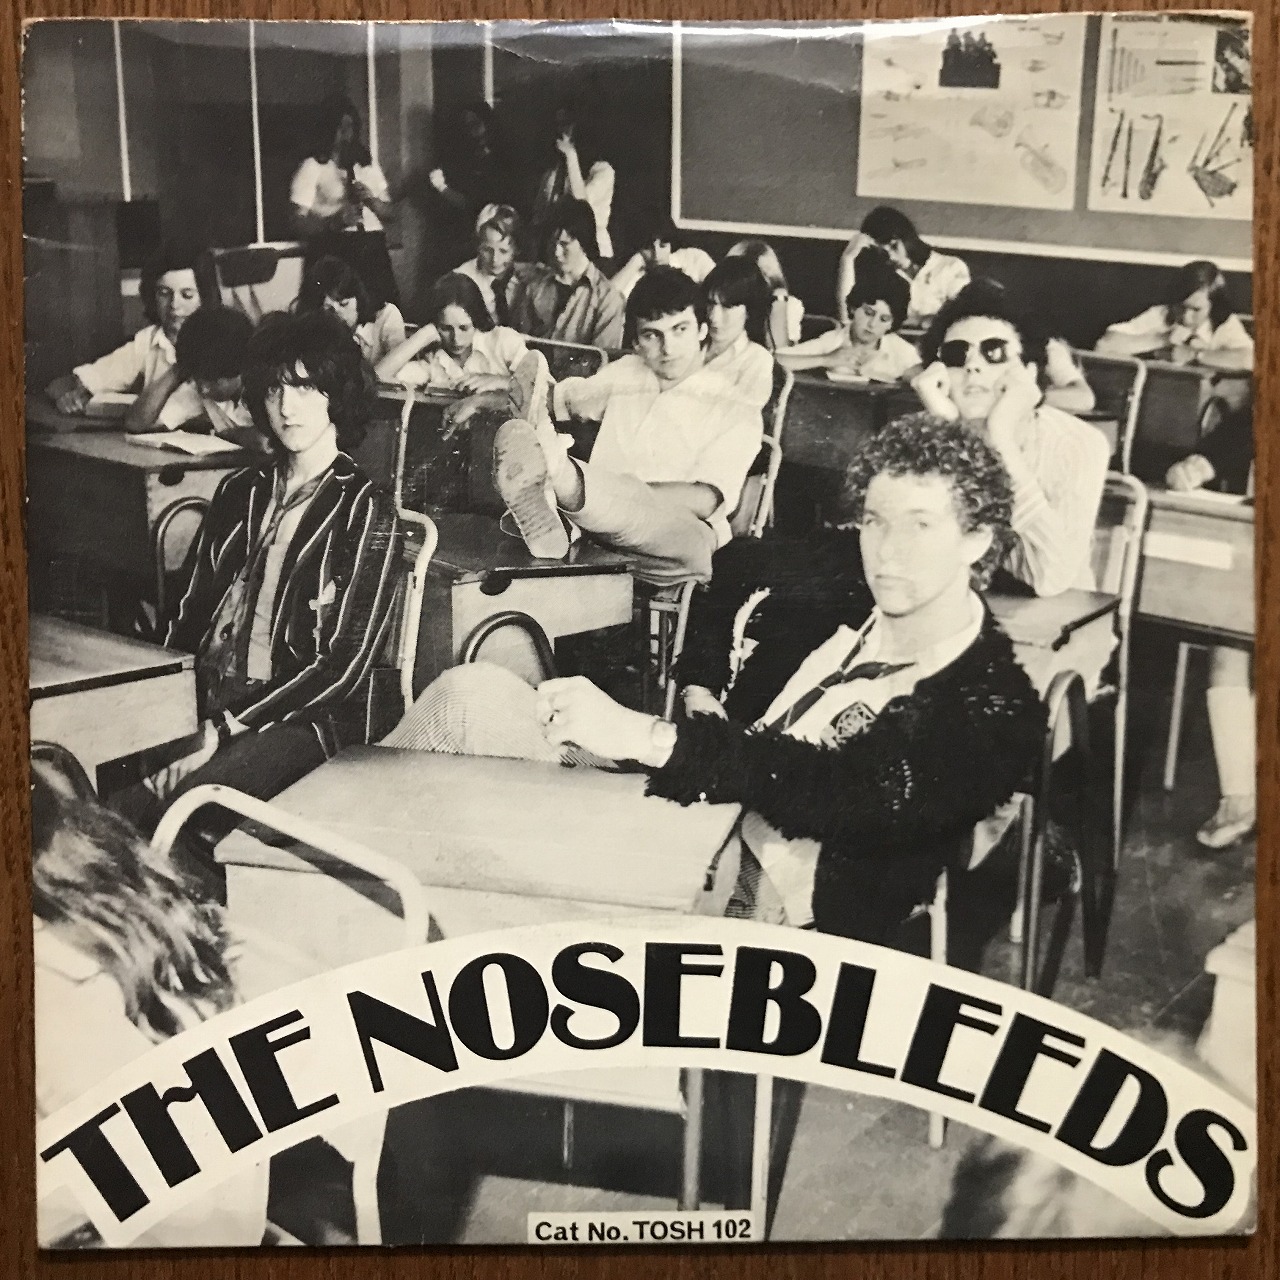 THE NOSEBLEEDS
Cat No. TOSH 102